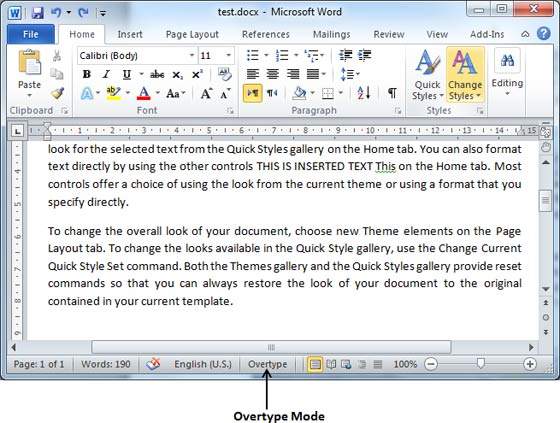 test.docx - Microsoft Word
File Home Insert Page Layout References Mailings Review View Add-Ins
Paste
Calibri (Body) 11
B I U abc x₂ x²
Aa A A
Quick Styles
Change Styles
Editing
Clipboard Font Paragraph Styles
look for the selected text from the Quick Styles gallery on the Home tab. You can also format
text directly by using the other controls THIS IS INSERTED TEXT This on the Home tab. Most
controls offer a choice of using the look from the current theme or using a format that you
specify directly.
To change the overall look of your document, choose new Theme elements on the Page
Layout tab. To change the looks available in the Quick Style gallery, use the Change Current
Quick Style Set command. Both the Themes gallery and the Quick Styles gallery provide reset
commands so that you can always restore the look of your document to the original
contained in your current template.
Page: 1 of 1 Words: 190 English (U.S.) Overtype 100%
Overtype Mode